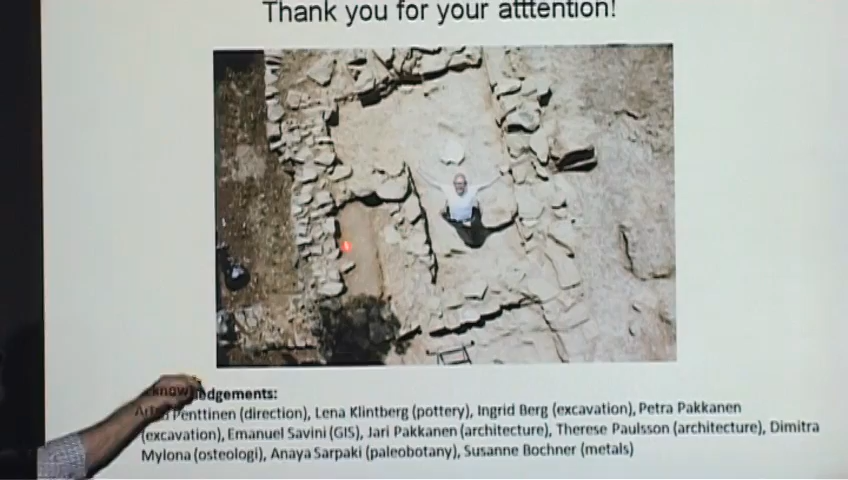 Thank you for your atttention!
Acknowledgements:
Penttinen (direction), Lena Klintberg (pottery), Ingrid Berg (excavation), Petra Pakkanen
(excavation), Emanuel Savini (GIS), Jari Pakkanen (architecture), Therese Paulsson (architecture), Dimitra
Mylona (osteologi), Anaya Sarpaki (paleobotany), Susanne Bochner (metals)